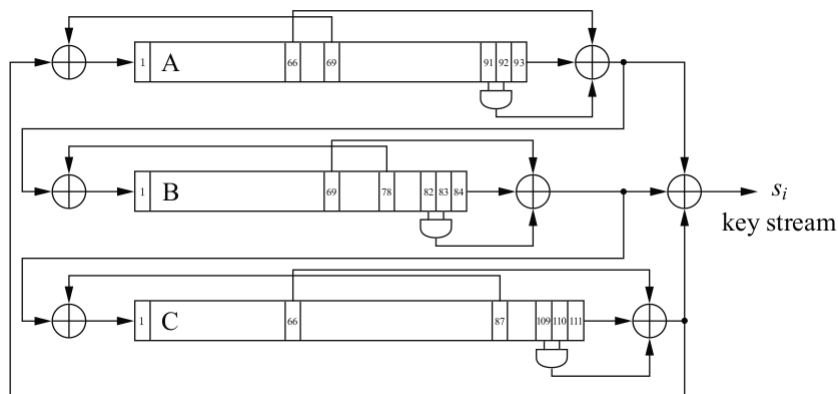 1 A 66 69 91 92 93
1 B 69 78 82 83 84
s_i
key stream
1 C 66 87 109 110 111